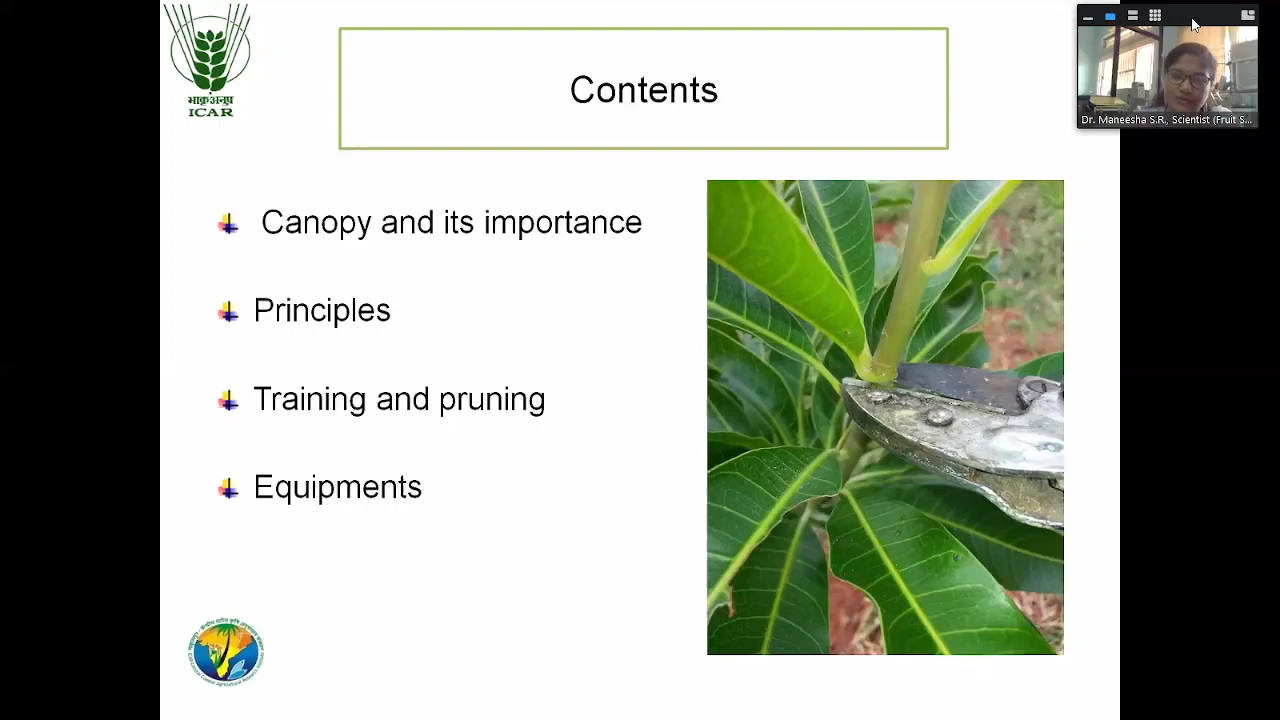 Contents
भाकृअनुप
ICAR
Dr. Maneesha S.R., Scientist (Fruit S...
Canopy and its importance
Principles
Training and pruning
Equipments